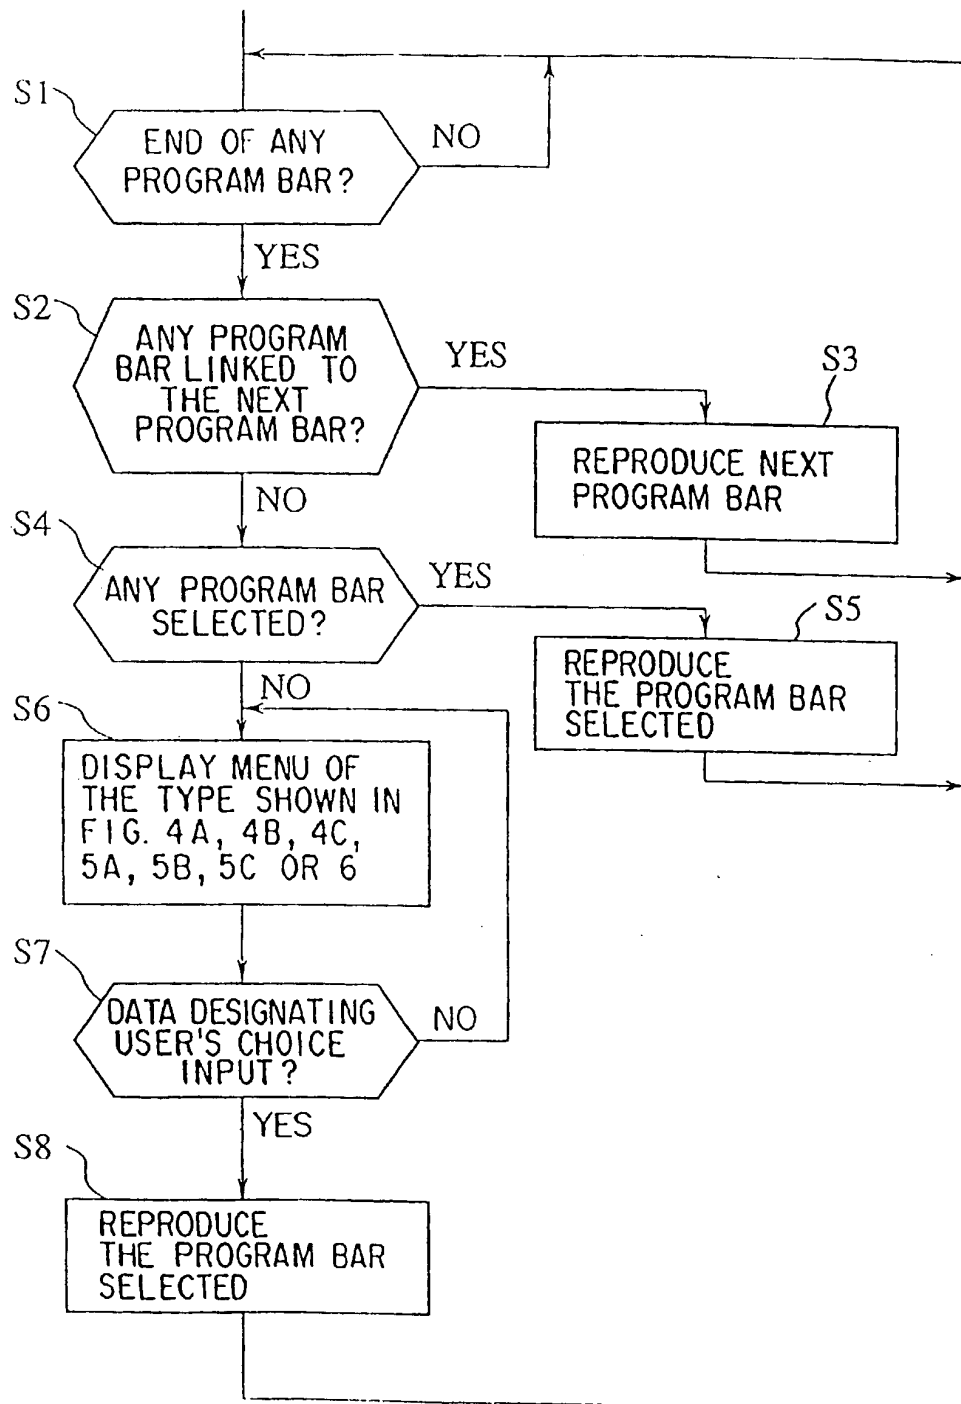 S1
END OF ANY
PROGRAM BAR?
NO
YES
S2
ANY PROGRAM
BAR LINKED TO
THE NEXT
PROGRAM BAR?
YES
S3
REPRODUCE NEXT
PROGRAM BAR
NO
S4
ANY PROGRAM BAR
SELECTED?
YES
S5
REPRODUCE
THE PROGRAM BAR
SELECTED
NO
S6
DISPLAY MENU OF
THE TYPE SHOWN IN
FIG. 4A, 4B, 4C,
5A, 5B, 5C OR 6
S7
DATA DESIGNATING
USER'S CHOICE
INPUT?
NO
YES
S8
REPRODUCE
THE PROGRAM BAR
SELECTED